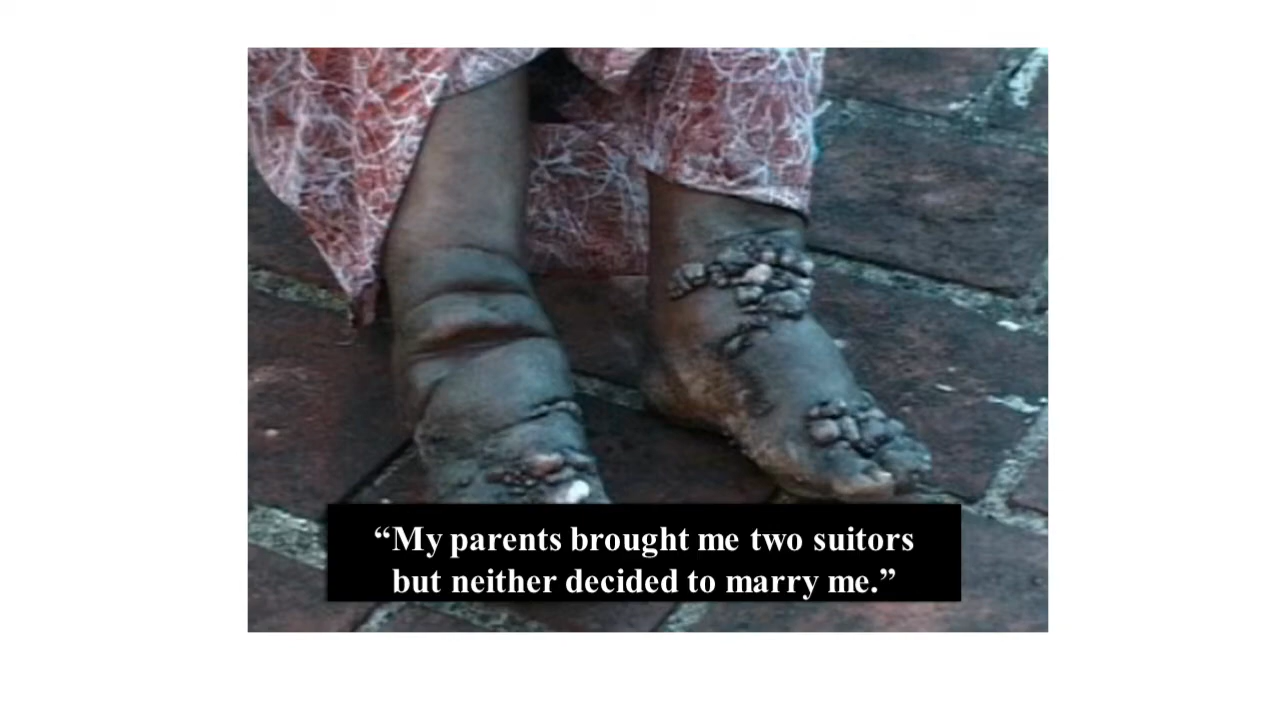 “My parents brought me two suitors
but neither decided to marry me.”